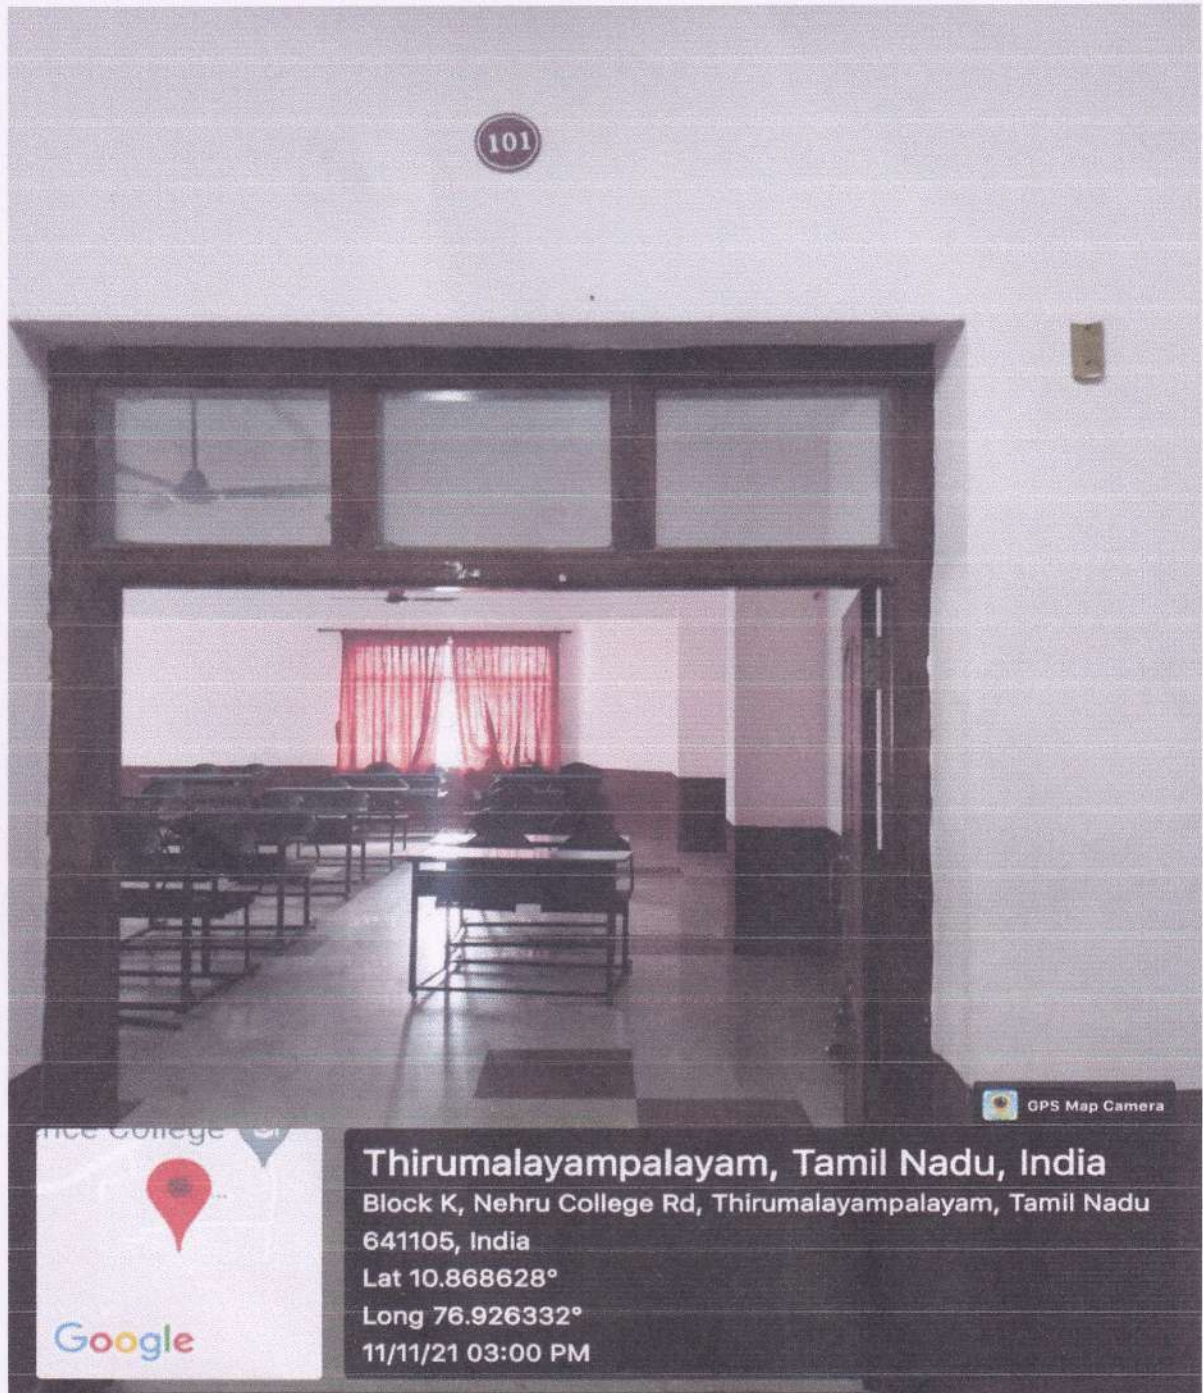 101
GPS Map Camera
College
Google
Thirumalayampalayam, Tamil Nadu, India
Block K, Nehru College Rd, Thirumalayampalayam, Tamil Nadu
641105, India
Lat 10.868628°
Long 76.926332°
11/11/21 03:00 PM